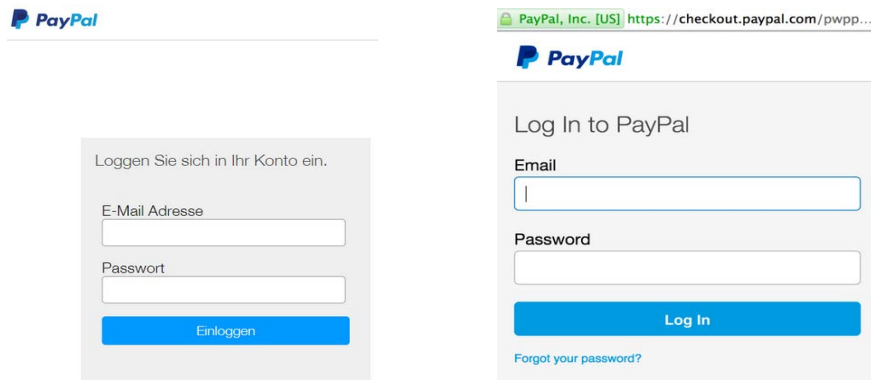 PayPal
Loggen Sie sich in Ihr Konto ein.
E-Mail Adresse
Passwort
Einloggen
PayPal, Inc. [US] https://checkout.paypal.com/pwpp...
PayPal
Log In to PayPal
Email
Password
Log In
Forgot your password?